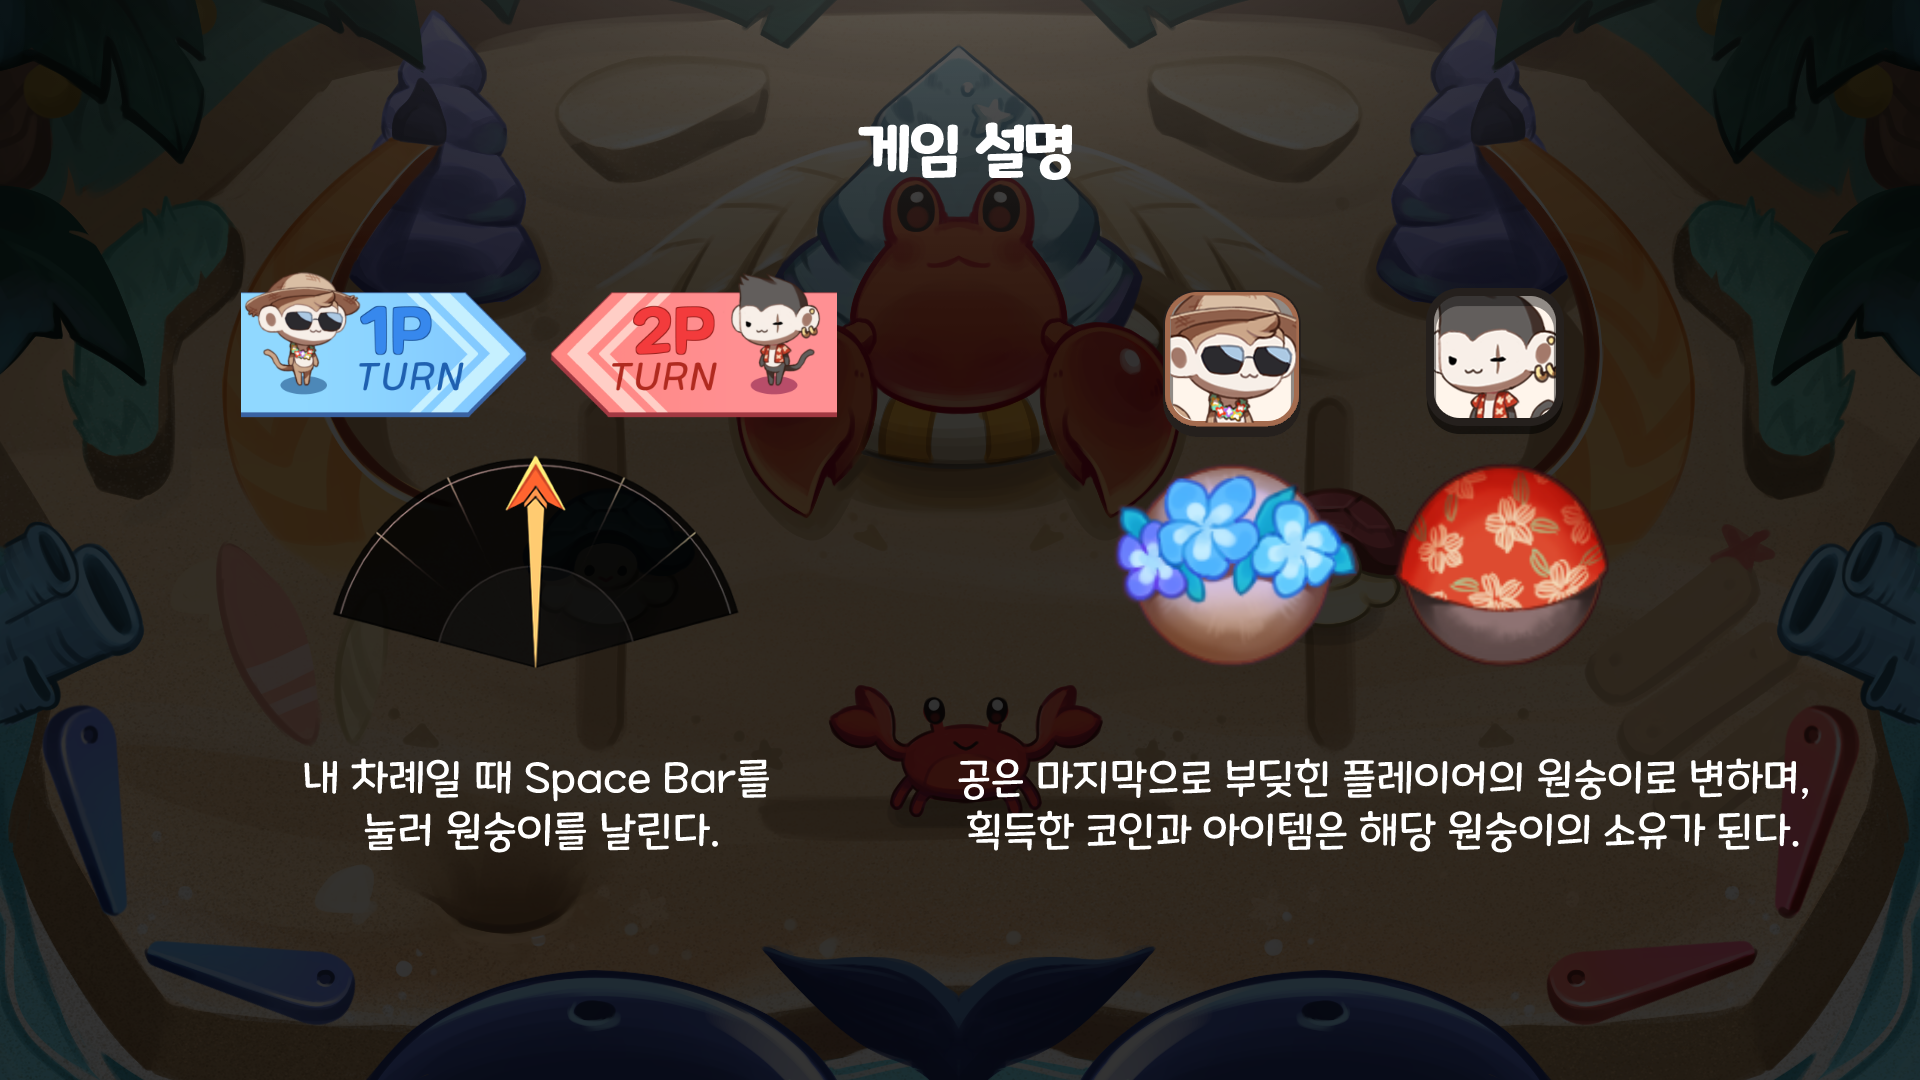 게임 설명
1P
TURN
2P
TURN
내 차례일 때 Space Bar를
눌러 원숭이를 날린다.
공은 마지막으로 부딪힌 플레이어의 원숭이로 변하며,
획득한 코인과 아이템은 해당 원숭이의 소유가 된다.